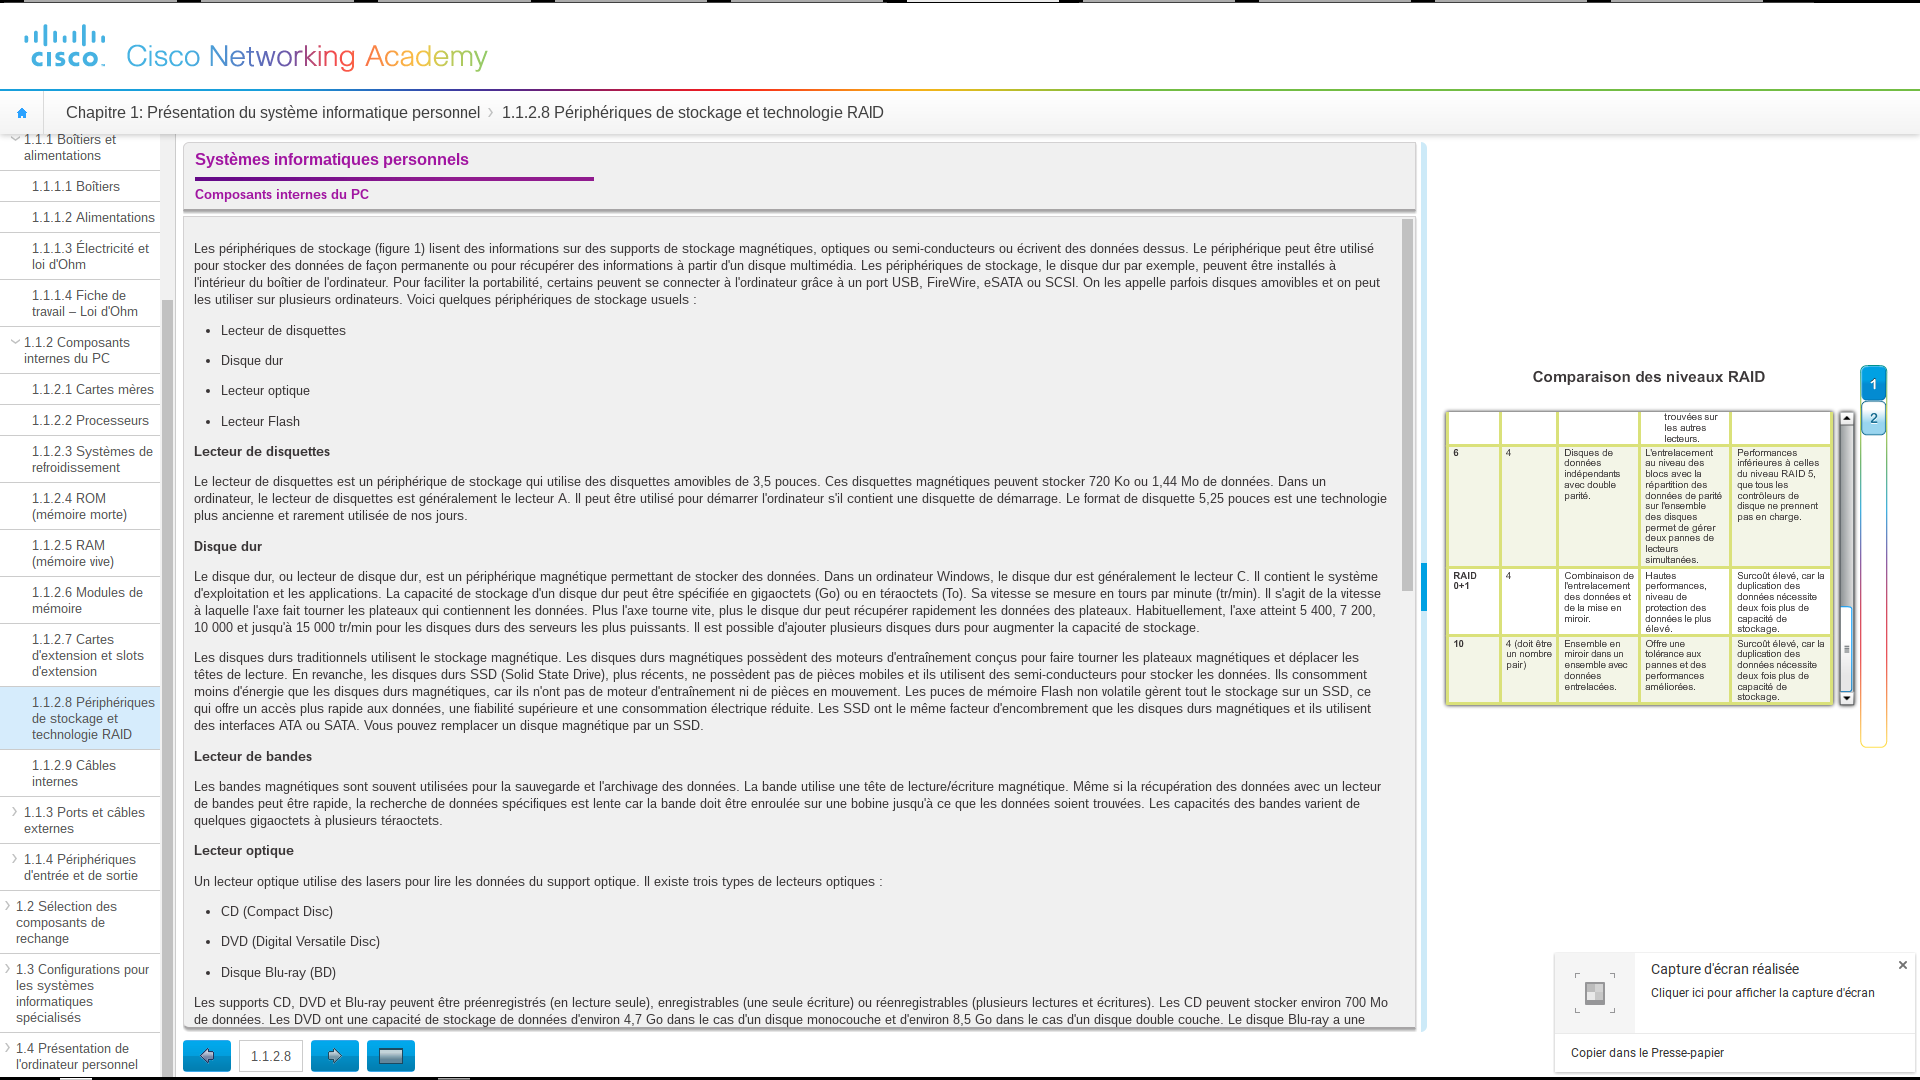 cisco
Cisco Networking Academy
Chapitre 1: Présentation du système informatique personnel
1.1.2.8 Périphériques de stockage et technologie RAID
1.1.1 Boîtiers et
alimentations
1.1.1.1 Boîtiers
1.1.1.2 Alimentations
1.1.1.3 Électricité et
loi d'Ohm
1.1.1.4 Fiche de
travail – Loi d'Ohm
1.1.2 Composants
internes du PC
1.1.2.1 Cartes mères
1.1.2.2 Processeurs
1.1.2.3 Systèmes de
refroidissement
1.1.2.4 ROM
(mémoire morte)
1.1.2.5 RAM
(mémoire vive)
1.1.2.6 Modules de
mémoire
1.1.2.7 Cartes
d'extension et slots
d'extension
1.1.2.8 Périphériques
de stockage et
technologie RAID
1.1.2.9 Câbles
internes
1.1.3 Ports et câbles
externes
1.1.4 Périphériques
d'entrée et de sortie
1.2 Sélection des
composants de
rechange
1.3 Configurations pour
les systèmes
informatiques
spécialisés
1.4 Présentation de
l'ordinateur personnel
Systèmes informatiques personnels
Composants internes du PC
Les périphériques de stockage (figure 1) lisent des informations sur des supports de stockage magnétiques, optiques ou semi-conducteurs ou écrivent des données dessus. Le périphérique peut être utilisé
pour stocker des données de façon permanente ou pour récupérer des informations à partir d'un disque multimédia. Les périphériques de stockage, le disque dur par exemple, peuvent être installés à
l'intérieur du boîtier de l'ordinateur. Pour faciliter la portabilité, certains peuvent se connecter à l'ordinateur grâce à un port USB, FireWire, eSATA ou SCSI. On les appelle parfois disques amovibles et on peut
les utiliser sur plusieurs ordinateurs. Voici quelques périphériques de stockage usuels :
• Lecteur de disquettes
• Disque dur
• Lecteur optique
• Lecteur Flash
Lecteur de disquettes
Le lecteur de disquettes est un périphérique de stockage qui utilise des disquettes amovibles de 3,5 pouces. Ces disquettes magnétiques peuvent stocker 720 Ko ou 1,44 Mo de données. Dans un
ordinateur, le lecteur de disquettes est généralement le lecteur A. Il peut être utilisé pour démarrer l'ordinateur s'il contient une disquette de démarrage. Le format de disquette 5,25 pouces est une technologie
plus ancienne et rarement utilisée de nos jours.
Disque dur
Le disque dur, ou lecteur de disque dur, est un périphérique magnétique permettant de stocker des données. Dans un ordinateur Windows, le disque dur est généralement le lecteur C. Il contient le système
d'exploitation et les applications. La capacité de stockage d'un disque dur peut être spécifiée en gigaoctets (Go) ou en téraoctets (To). Sa vitesse se mesure en tours par minute (tr/min). Il s'agit de la vitesse
à laquelle l'axe fait tourner les plateaux qui contiennent les données. Plus l'axe tourne vite, plus le disque dur peut récupérer rapidement les données des plateaux. Habituellement, l'axe atteint 5 400, 7 200,
10 000 et jusqu'à 15 000 tr/min pour les disques durs des serveurs les plus puissants. Il est possible d'ajouter plusieurs disques durs pour augmenter la capacité de stockage.
Les disques durs traditionnels utilisent le stockage magnétique. Les disques durs magnétiques possèdent des moteurs d'entraînement conçus pour faire tourner les plateaux magnétiques et déplacer les
têtes de lecture. En revanche, les disques durs SSD (Solid State Drive), plus récents, ne possèdent pas de pièces mobiles et ils utilisent des semi-conducteurs pour stocker les données. Ils consomment
moins d'énergie que les disques durs magnétiques, car ils n'ont pas de moteur d'entraînement ni de pièces en mouvement. Les puces de mémoire Flash non volatile gèrent tout le stockage sur un SSD, ce
qui offre un accès plus rapide aux données, une fiabilité supérieure et une consommation électrique réduite. Les SSD ont le même facteur d'encombrement que les disques durs magnétiques et ils utilisent
des interfaces ATA ou SATA. Vous pouvez remplacer un disque magnétique par un SSD.
Lecteur de bandes
Les bandes magnétiques sont souvent utilisées pour la sauvegarde et l'archivage des données. La bande utilise une tête de lecture/écriture magnétique. Même si la récupération des données avec un lecteur
de bandes peut être rapide, la recherche de données spécifiques est lente car la bande doit être enroulée sur une bobine jusqu'à ce que les données soient trouvées. Les capacités des bandes varient de
quelques gigaoctets à plusieurs téraoctets.
Lecteur optique
Un lecteur optique utilise des lasers pour lire les données du support optique. Il existe trois types de lecteurs optiques :
• CD (Compact Disc)
• DVD (Digital Versatile Disc)
• Disque Blu-ray (BD)
Les supports CD, DVD et Blu-ray peuvent être préenregistrés (en lecture seule), enregistrables (une seule écriture) ou réenregistrables (plusieurs lectures et écritures). Les CD peuvent stocker environ 700 Mo
de données. Les DVD ont une capacité de stockage de données d'environ 4,7 Go dans le cas d'un disque monocouche et d'environ 8,5 Go dans le cas d'un disque double couche. Le disque Blu-ray a une
1.1.2.8
Comparaison des niveaux RAID
1
2
trouvées sur
les autres
lecteurs.
6
4
Disques de
données
indépendants
avec double
parité.
L'entrelacement
au niveau des
blocs avec la
répartition des
données de parité
sur l'ensemble
des disques
permet de gérer
deux pannes de
lecteurs
simultanées.
Performances
inférieures à celles
du niveau RAID 5,
que tous les
contrôleurs de
disque ne prennent
pas en charge.
RAID
0+1
4
Combinaison de
l'entrelacement
des données et
de la mise en
miroir.
Hautes
performances,
niveau de
protection des
données le plus
élevé.
Surcoût élevé, car la
duplication des
données nécessite
deux fois plus de
capacité de
stockage.
10
4 (doit être
un nombre
pair)
Ensemble en
miroir dans un
ensemble avec
données
entrelacées.
Offre une
tolérance aux
pannes et des
performances
améliorées.
Surcoût élevé, car la
duplication des
données nécessite
deux fois plus de
capacité de
stockage.
Capture d'écran réalisée
Cliquer ici pour afficher la capture d'écran
Copier dans le Presse-papier